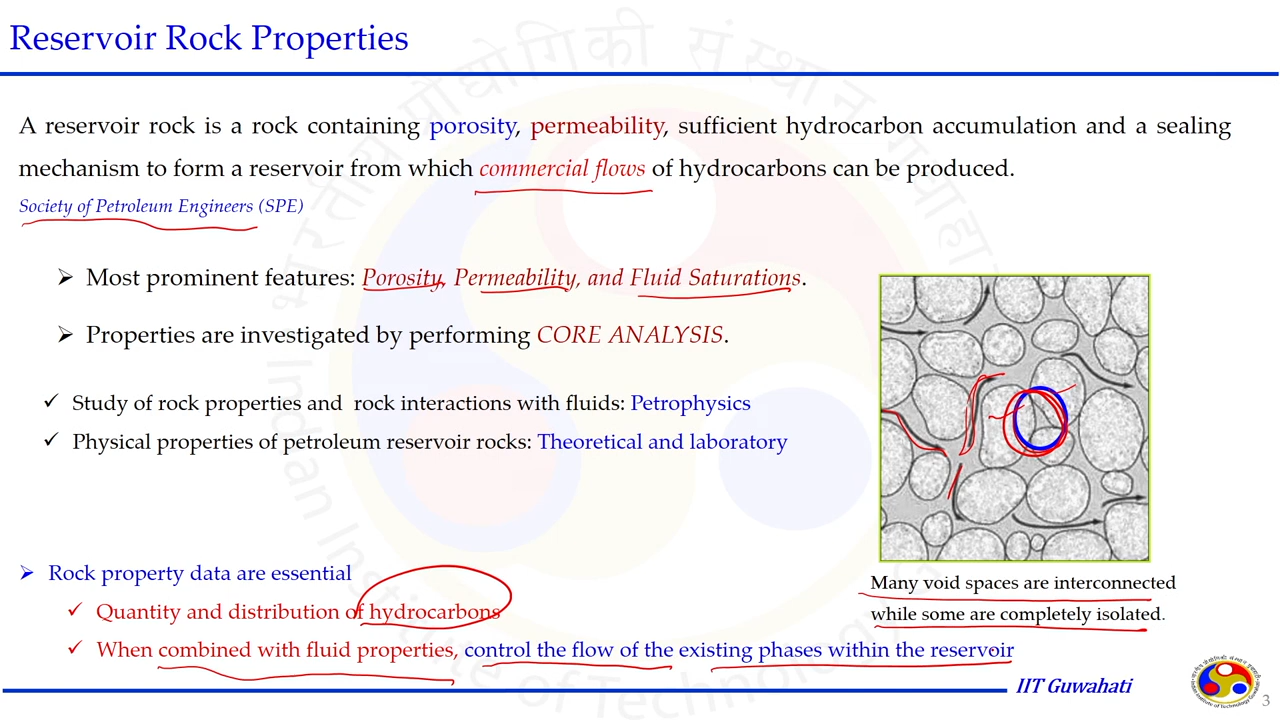 Reservoir Rock Properties
A reservoir rock is a rock containing porosity, permeability, sufficient hydrocarbon accumulation and a sealing
mechanism to form a reservoir from which commercial flows of hydrocarbons can be produced.
Society of Petroleum Engineers (SPE)
➢ Most prominent features: Porosity, Permeability, and Fluid Saturations.
➢ Properties are investigated by performing CORE ANALYSIS.
✓ Study of rock properties and rock interactions with fluids: Petrophysics
✓ Physical properties of petroleum reservoir rocks: Theoretical and laboratory
➢ Rock property data are essential
✓ Quantity and distribution of hydrocarbons
✓ When combined with fluid properties, control the flow of the existing phases within the reservoir
Many void spaces are interconnected
while some are completely isolated.
IIT Guwahati
3